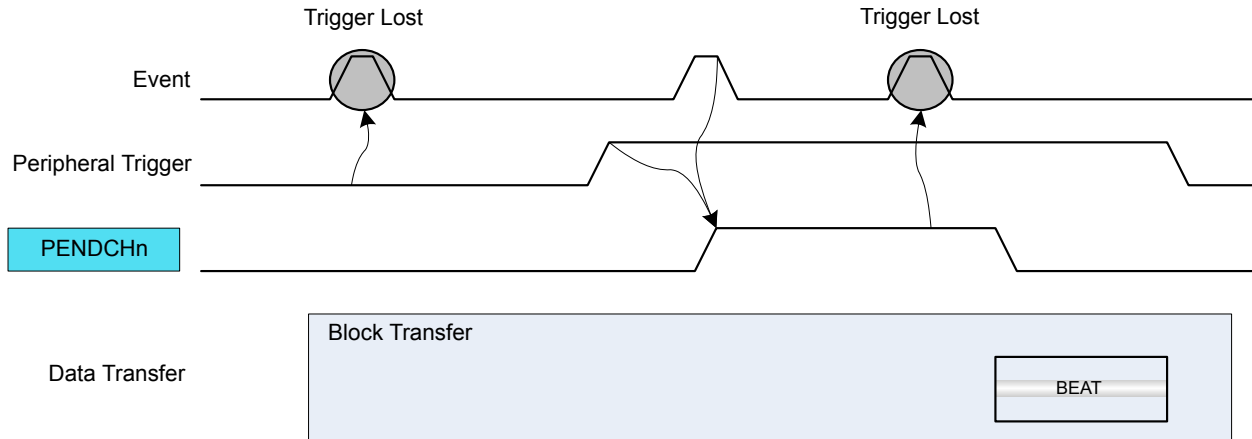 Trigger Lost
Trigger Lost
Event
Peripheral Trigger
PENDCHn
Block Transfer
Data Transfer
BEAT